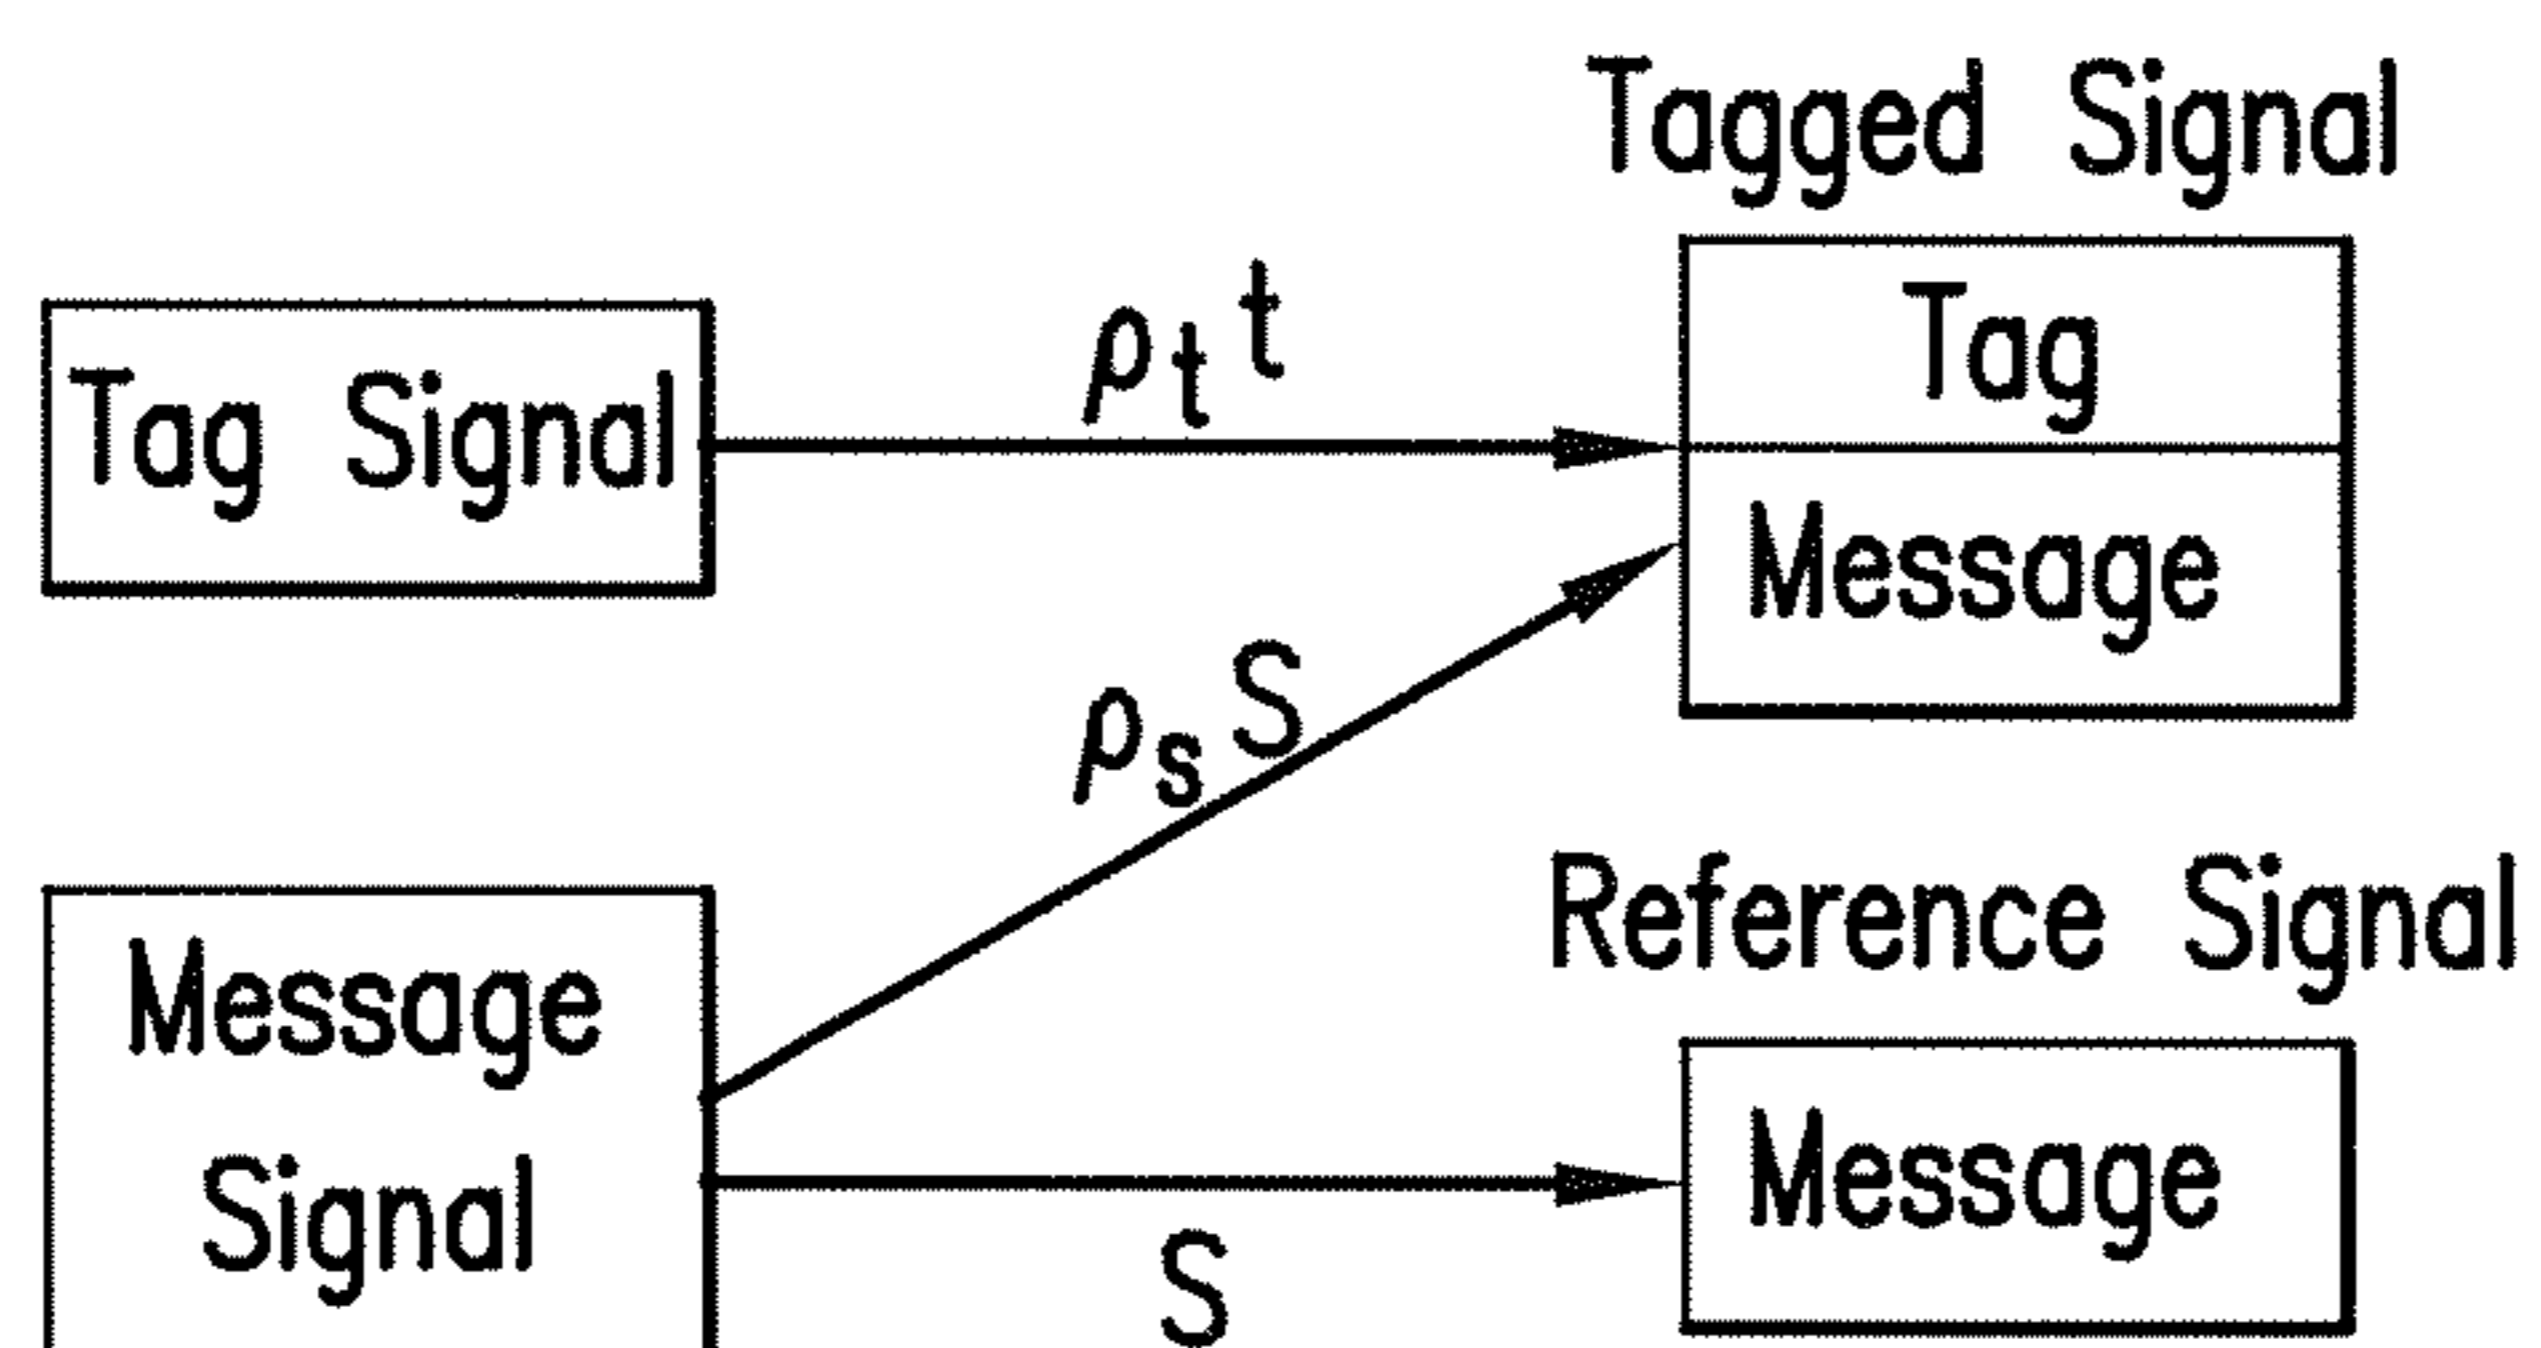 Tagged Signal
Tag Signal
ρt t
Tag
Message
ρs S
Reference Signal
Message
Signal
Message
S